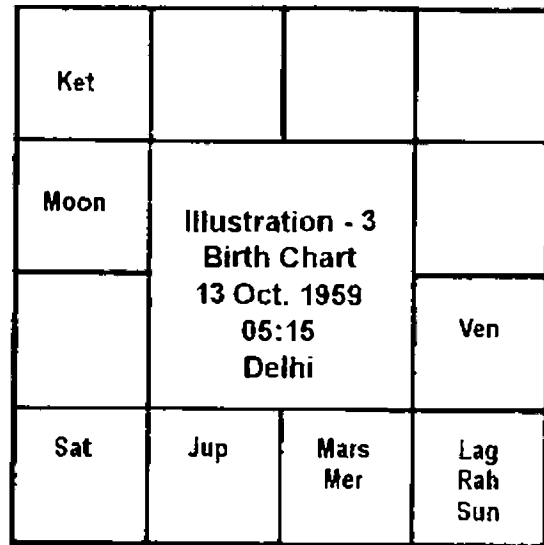 Ket
Moon
Illustration - 3
Birth Chart
13 Oct. 1959
05:15
Delhi
Ven
Sat
Jup
Mars
Mer
Lag
Rah
Sun